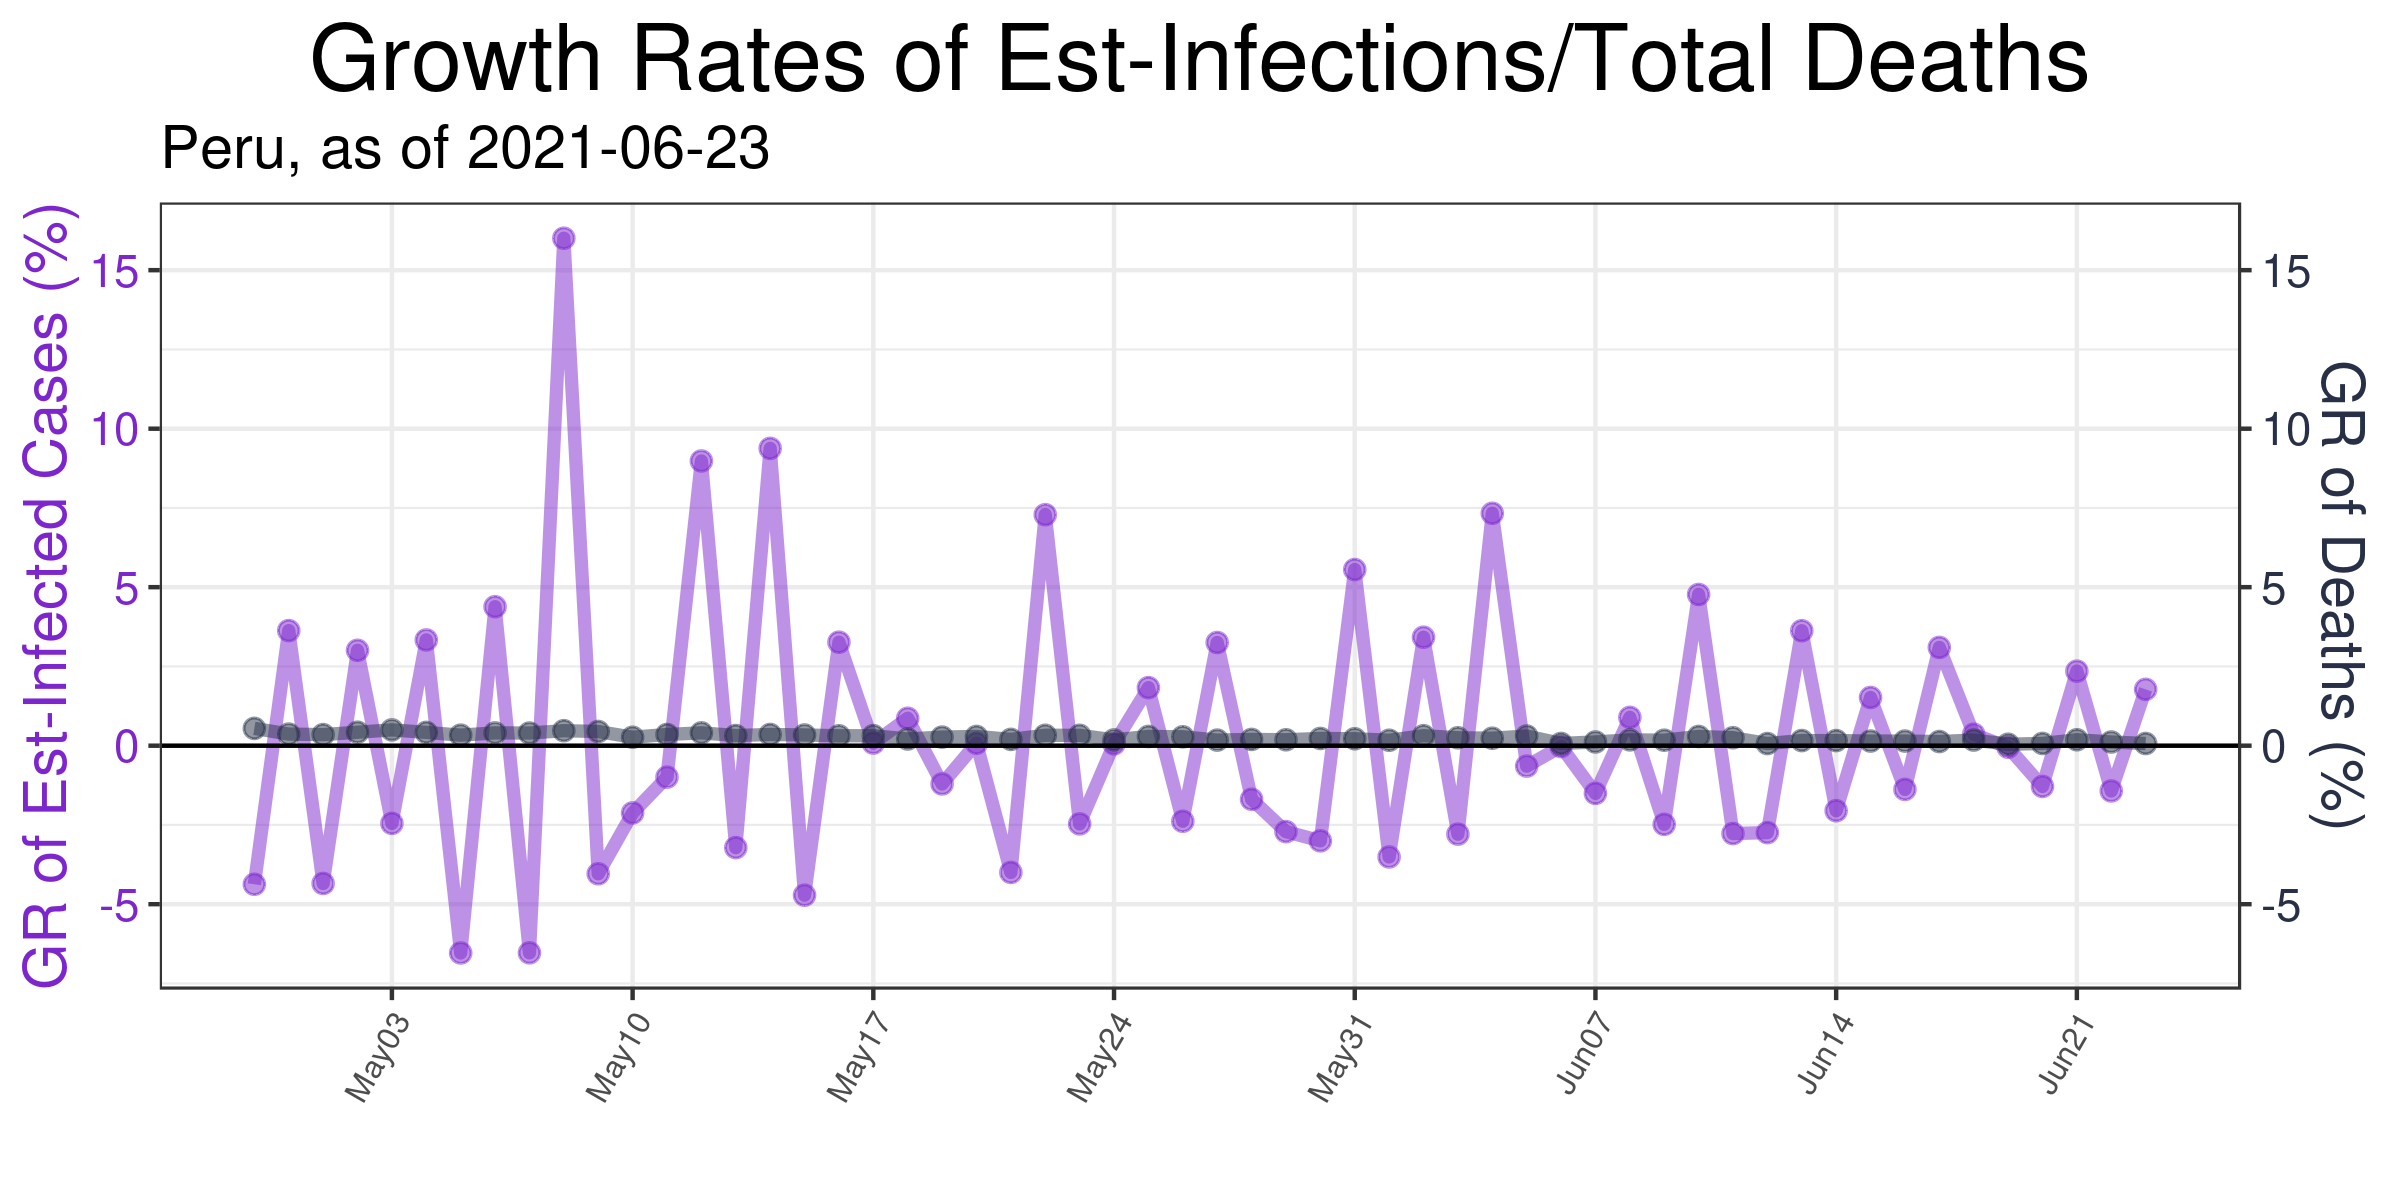 Growth Rates of Est-Infections/Total Deaths
Peru, as of 2021-06-23
GR of Est-Infected Cases (%)
15
10
5
0
-5
15
10
5
0
-5
GR of Deaths (%)
May03
May10
May17
May24
May31
Jun07
Jun14
Jun21